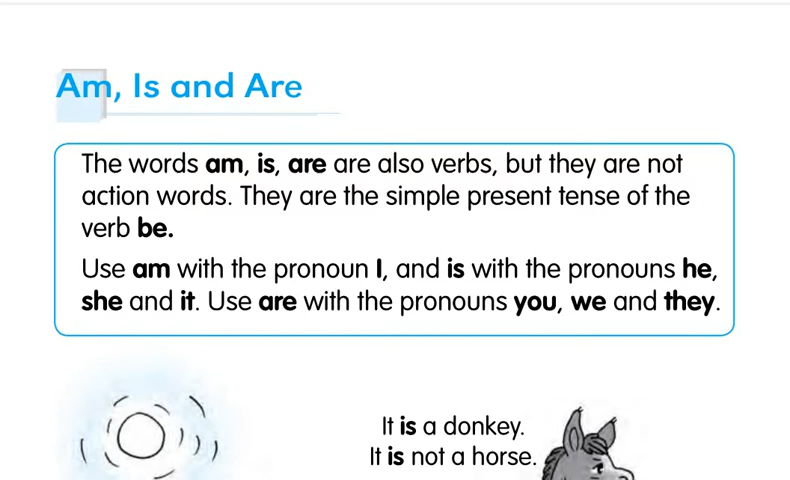 Am, Is and Are
The words am, is, are are also verbs, but they are not
action words. They are the simple present tense of the
verb be.
Use am with the pronoun I, and is with the pronouns he,
she and it. Use are with the pronouns you, we and they.
It is a donkey.
It is not a horse.